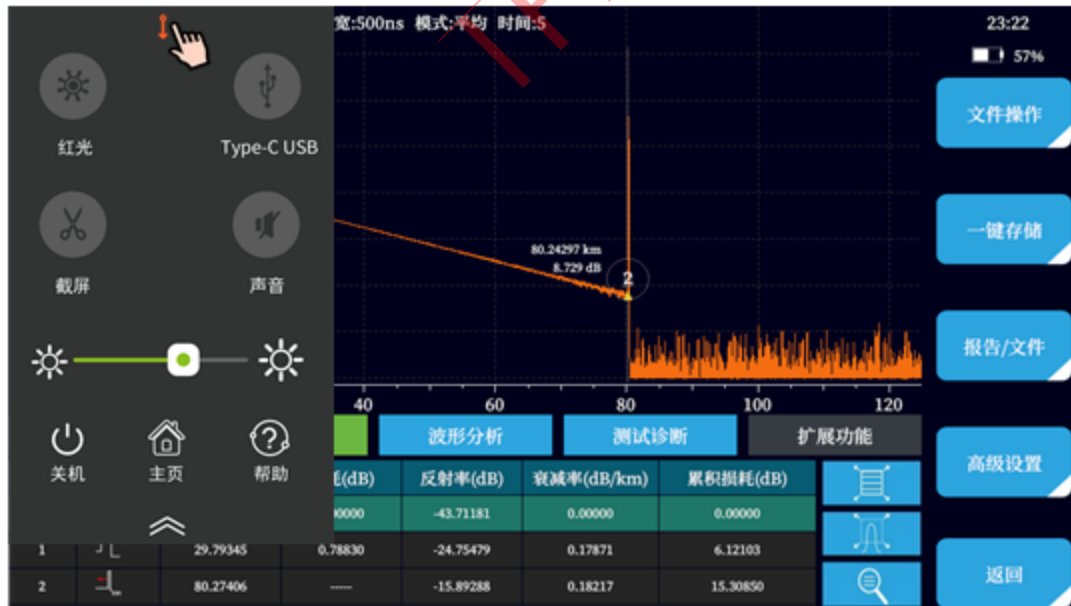 宽:500ns 模式:平均 时间:5
23:22
57%
红光
Type-C USB
截屏
声音
关机
主页
帮助
文件操作
一键存储
报告/文件
高级设置
返回
80.24297 km
8.729 dB
2
40 60 80 100 120
波形分析 测试诊断 扩展功能
耗(dB) 反射率(dB) 衰减率(dB/km) 累积损耗(dB)
0000 -43.71181 0.00000 0.00000
1 29.79345 0.78830 -24.75479 0.17871 6.12103
2 80.27406 ----- -15.89288 0.18217 15.30850